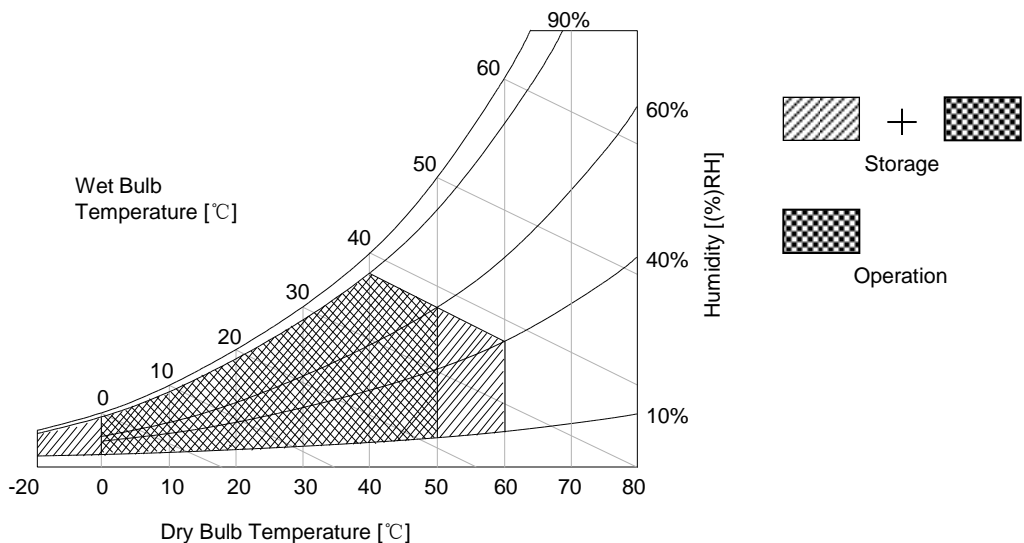 90%
60
60%
50
Wet Bulb
Temperature [℃]
40
40%
30
20
10
0
10%
Humidity [(%)RH]
-20 0 10 20 30 40 50 60 70 80
Dry Bulb Temperature [℃]
Storage
Operation